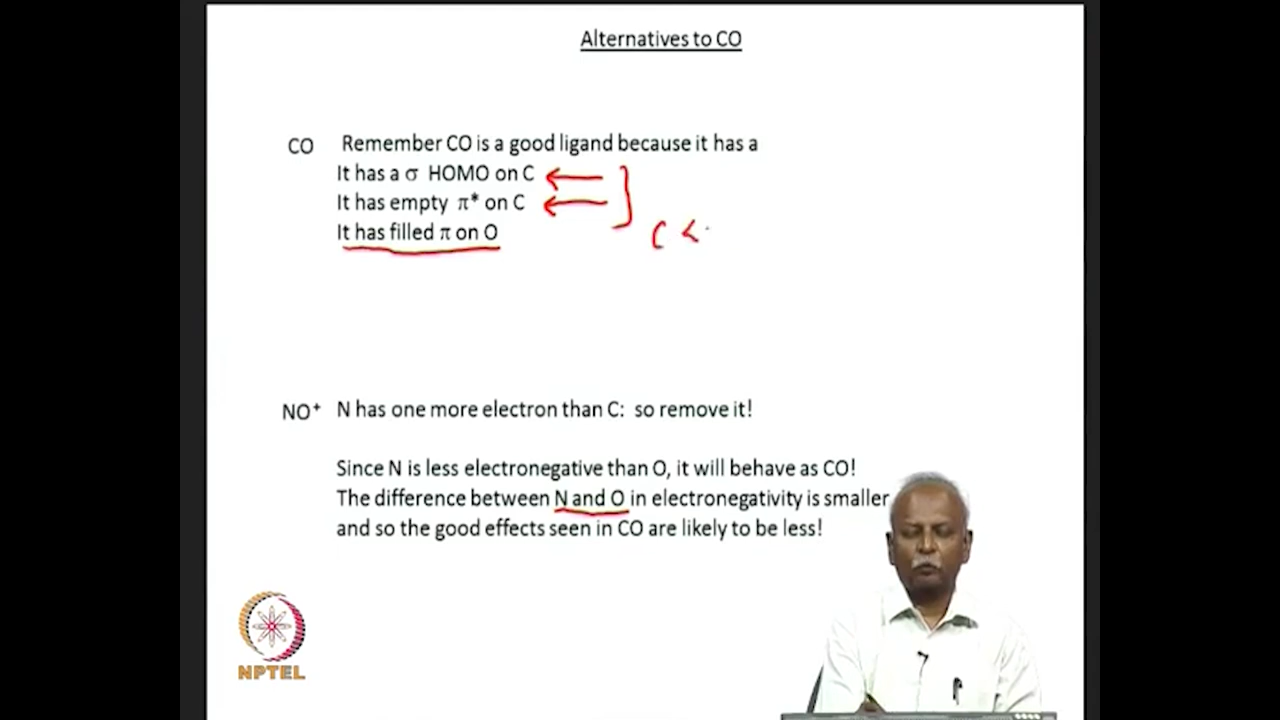 Alternatives to CO
CO Remember CO is a good ligand because it has a
It has a σ HOMO on C
It has empty π* on C
It has filled π on O
C <
NO⁺ N has one more electron than C: so remove it!
Since N is less electronegative than O, it will behave as CO!
The difference between N and O in electronegativity is smaller
and so the good effects seen in CO are likely to be less!
NPTEL